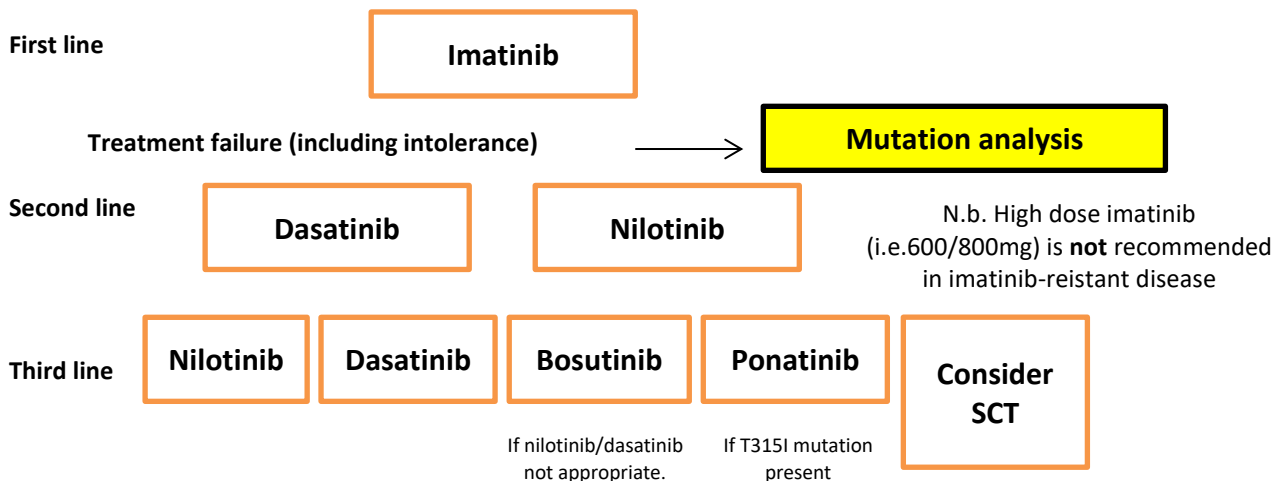 First line
Imatinib
Treatment failure (including intolerance)
Mutation analysis
Second line
Dasatinib
Nilotinib
N.b. High dose imatinib
(i.e.600/800mg) is not recommended
in imatinib-reistant disease
Third line
Nilotinib
Dasatinib
Bosutinib
Ponatinib
Consider
SCT
If nilotinib/dasatinib
not appropriate.
If T315I mutation
present